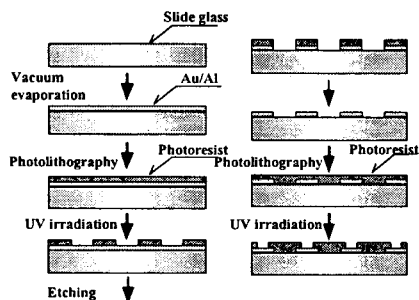 Slide glass
Vacuum
evaporation
Au/Al
Photolithography
Photoresist
UV irradiation
Etching
Photolithography
Photoresist
UV irradiation